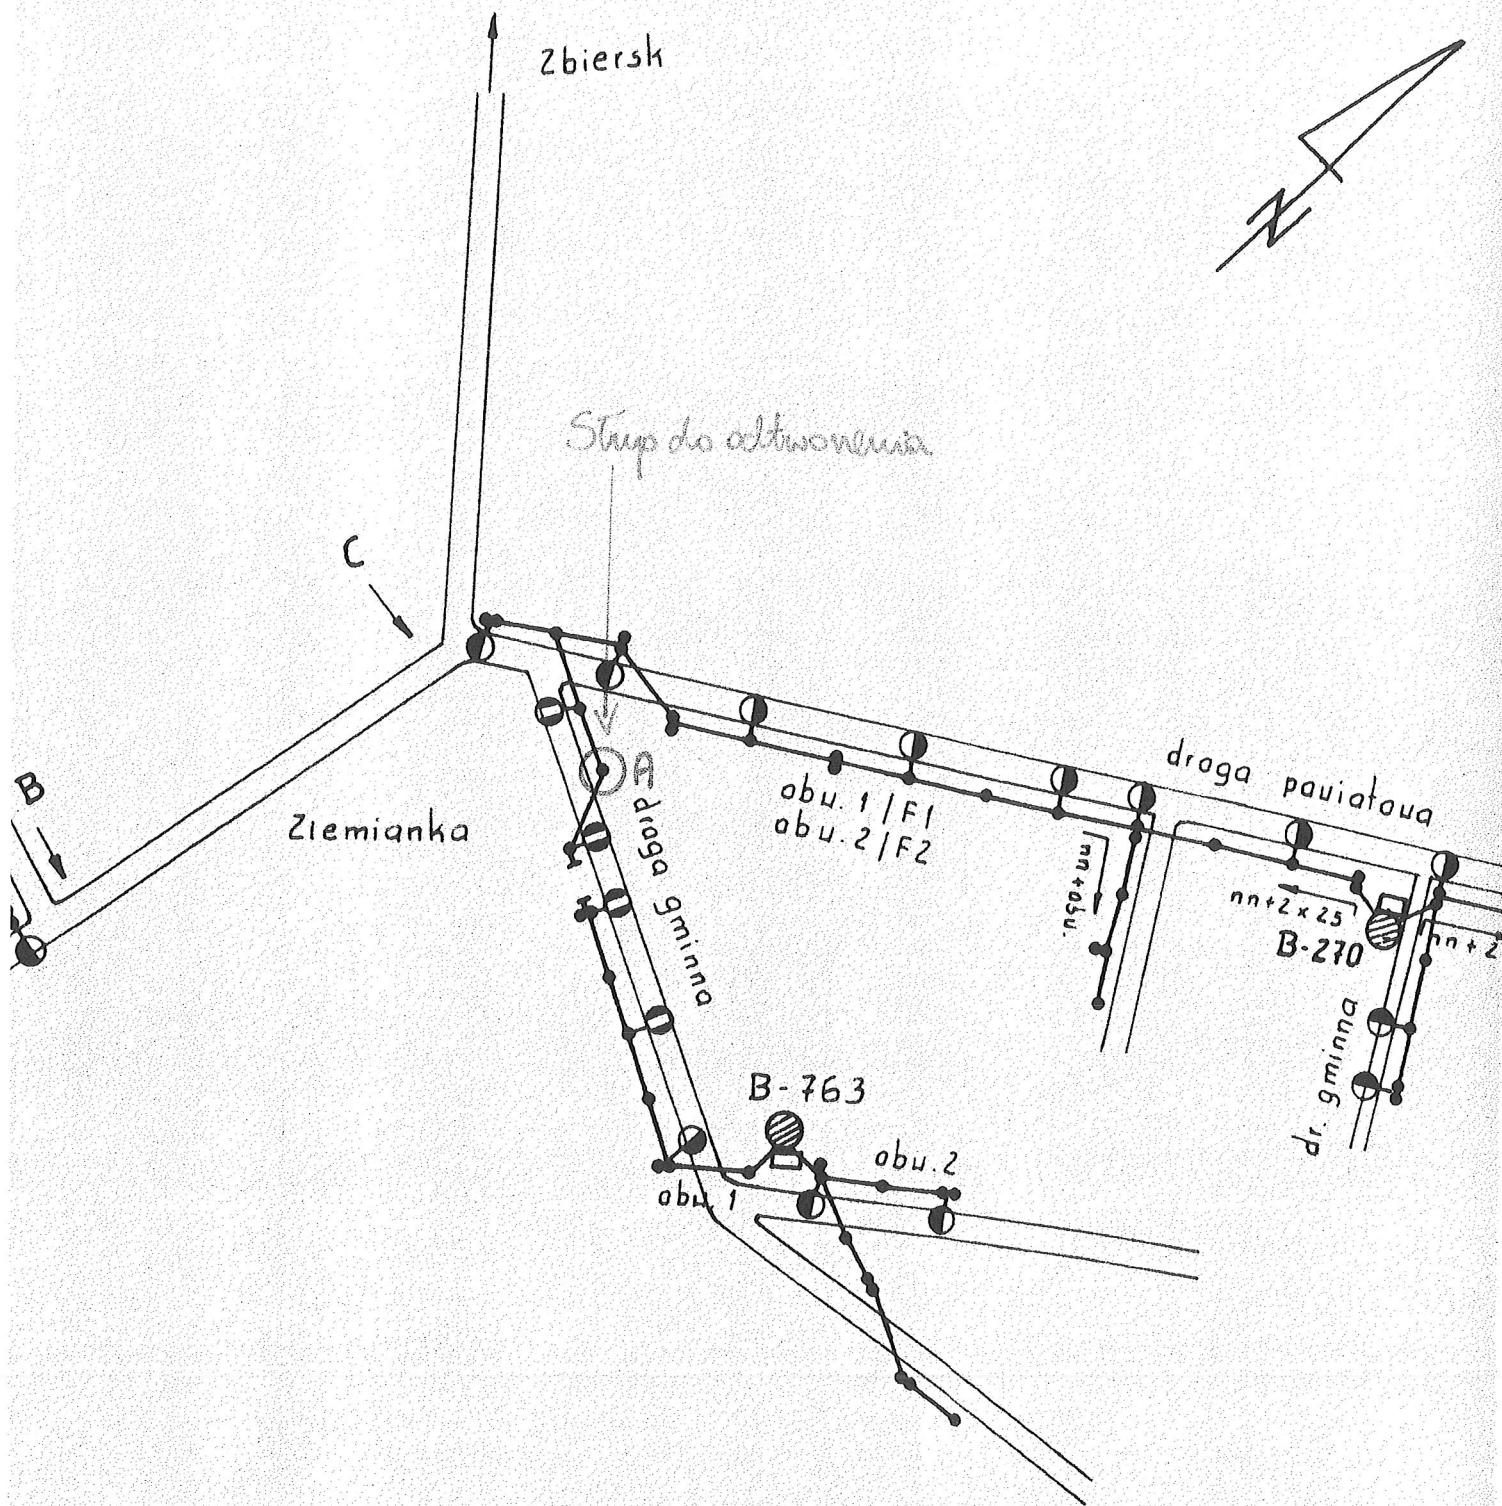 Zbiersk
N
Słup do odtworzenia
C
droga powiatowa
B
Ziemianka
A
obw. 1 / F1
obw. 2 / F2
droga gminna
nn+obw.
nn+2x25
B-270
nn+2
dr. gminna
B-763
obw. 2
obw. 1